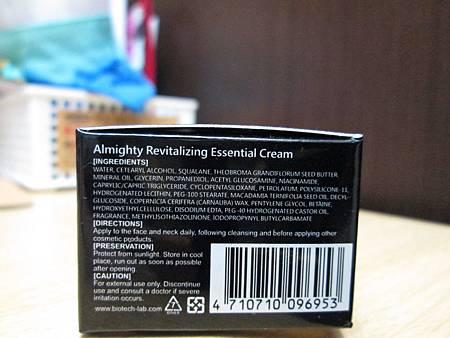 Almighty Revitalizing Essential Cream
[INGREDIENTS]
WATER, CETEARYL ALCOHOL, SQUALANE, THEOBROMA GRANDIFLORUM SEED BUTTER,
MINERAL OIL, GLYCERIN, PROPANEDIOL, ACETYL GLUCOSAMINE, NIACINAMIDE,
CAPRYLIC/CAPRIC TRIGLYCERIDE, CYCLOPENTASILOXANE, PETROLATUM, POLYSILICONE-11,
HYDROGENATED LECITHIN, PEG-100 STEARATE, MACADAMIA TERNIFOLIA SEED OIL, DECYL-
GLUCOSIDE, COPERNICIA CERIFERA (CARNAUBA) WAX, PENTYLENE GLYCOL, BETAINE,
HYDROXYETHYLCELLULOSE, DISODIUM EDTA, PEG-40 HYDROGENATED CASTOR OIL,
FRAGRANCE, METHYLISOTHIAZOLINONE, IODOPROPYNYL BUTYLCARBAMATE
[DIRECTIONS]
Apply to the face and neck daily, following cleansing and before applying other
cosmetic products.
[PRESERVATION]
Protect from sunlight. Store in cool
place, run out as soon as possible
after opening.
[CAUTION]
For external use only. Discontinue
use and consult a doctor if severe
irritation occurs.
www.biotech-lab.com
4 710710 096953